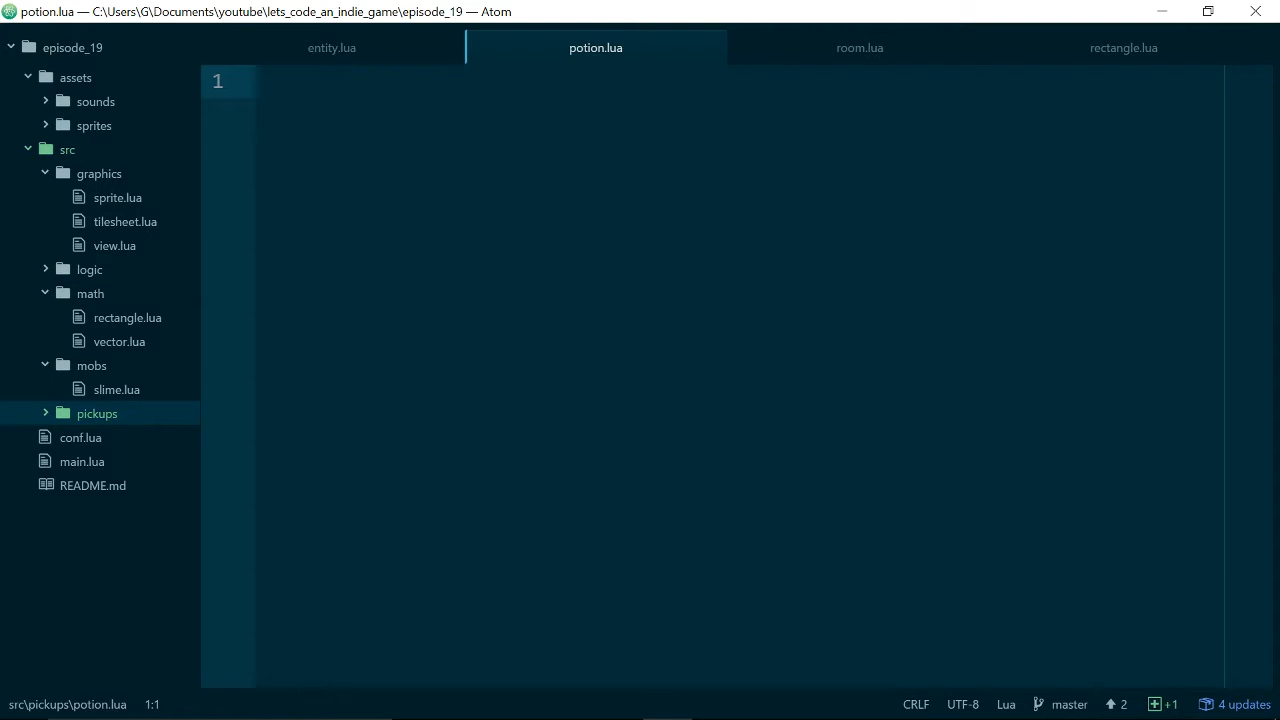 potion.lua — C:\Users\G\Documents\youtube\lets_code_an_indie_game\episode_19 — Atom
episode_19
assets
sounds
sprites
src
graphics
sprite.lua
tilesheet.lua
view.lua
logic
math
rectangle.lua
vector.lua
mobs
slime.lua
pickups
conf.lua
main.lua
README.md
entity.lua
potion.lua
room.lua
rectangle.lua
1
src\pickups\potion.lua 1:1
CRLF UTF-8 Lua master 2 +1 4 updates